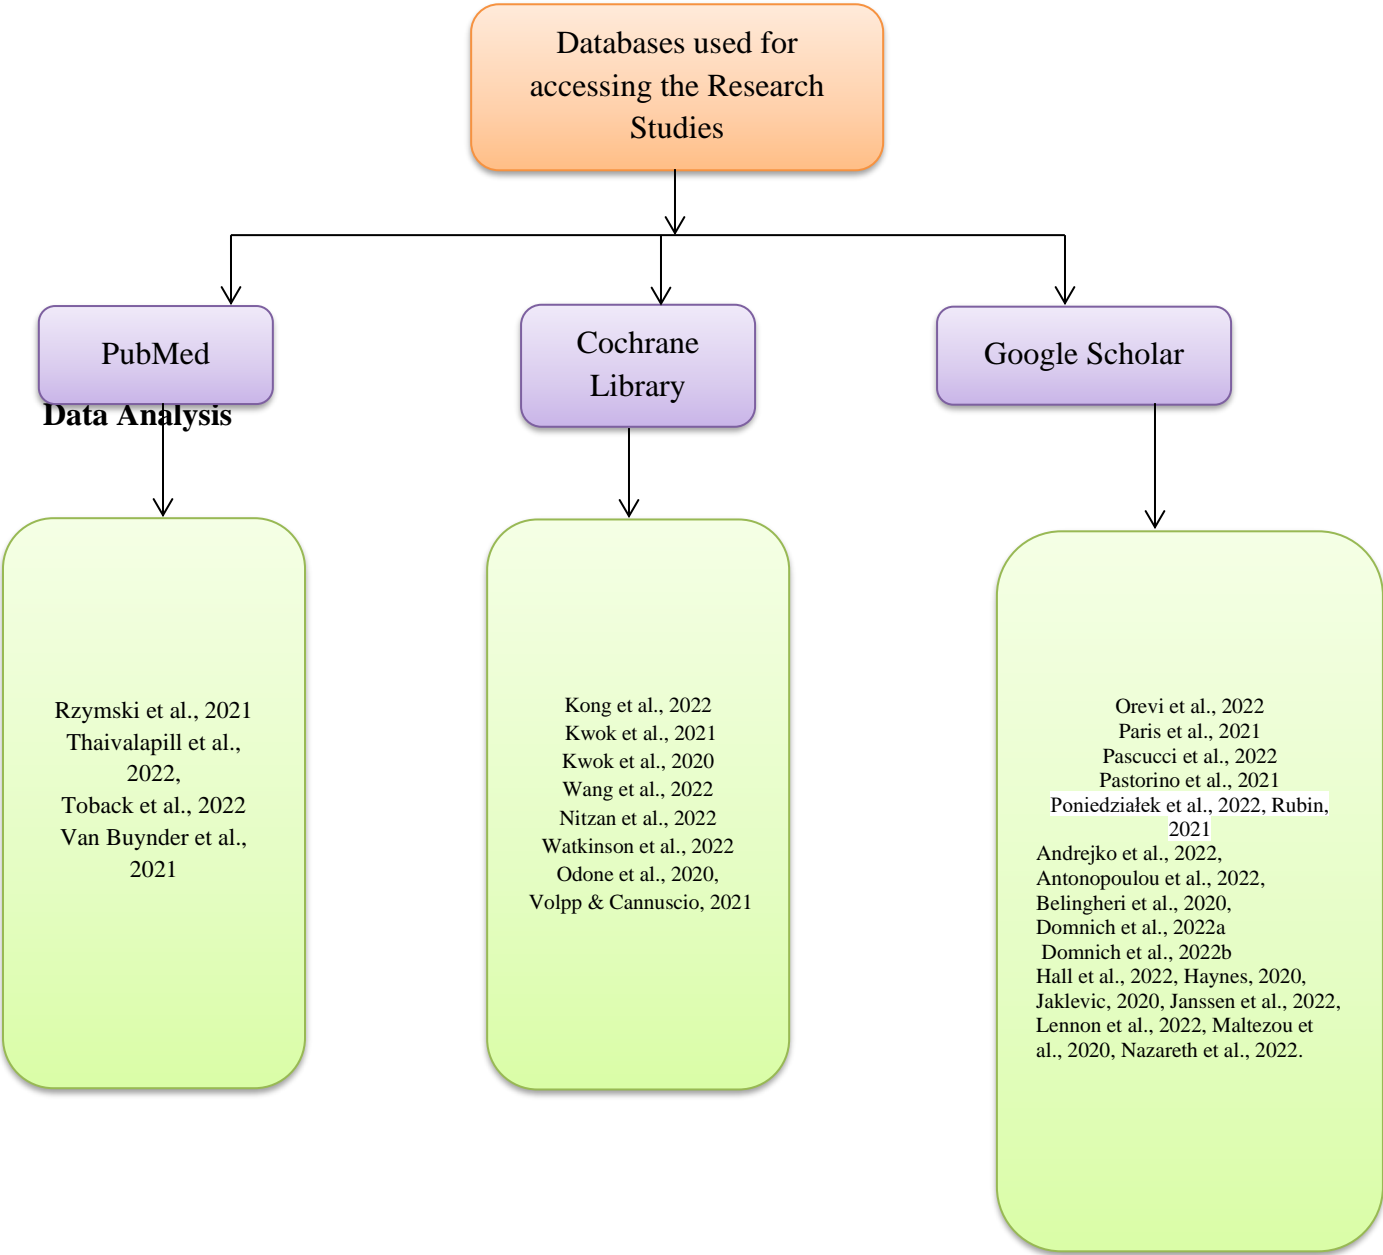 Databases used for
accessing the Research
Studies
PubMed
Cochrane
Library
Google Scholar
Data Analysis
Rzymski et al., 2021
Thaivalapill et al.,
2022,
Toback et al., 2022
Van Buynder et al.,
2021
Kong et al., 2022
Kwok et al., 2021
Kwok et al., 2020
Wang et al., 2022
Nitzan et al., 2022
Watkinson et al., 2022
Odone et al., 2020,
Volpp & Cannuscio, 2021
Orevi et al., 2022
Paris et al., 2021
Pascucci et al., 2022
Pastorino et al., 2021
Poniedziałek et al., 2022, Rubin,
2021
Andrejko et al., 2022,
Antonopoulou et al., 2022,
Belingheri et al., 2020,
Domnich et al., 2022a
Domnich et al., 2022b
Hall et al., 2022, Haynes, 2020,
Jaklevic, 2020, Janssen et al., 2022,
Lennon et al., 2022, Maltezou et
al., 2020, Nazareth et al., 2022.